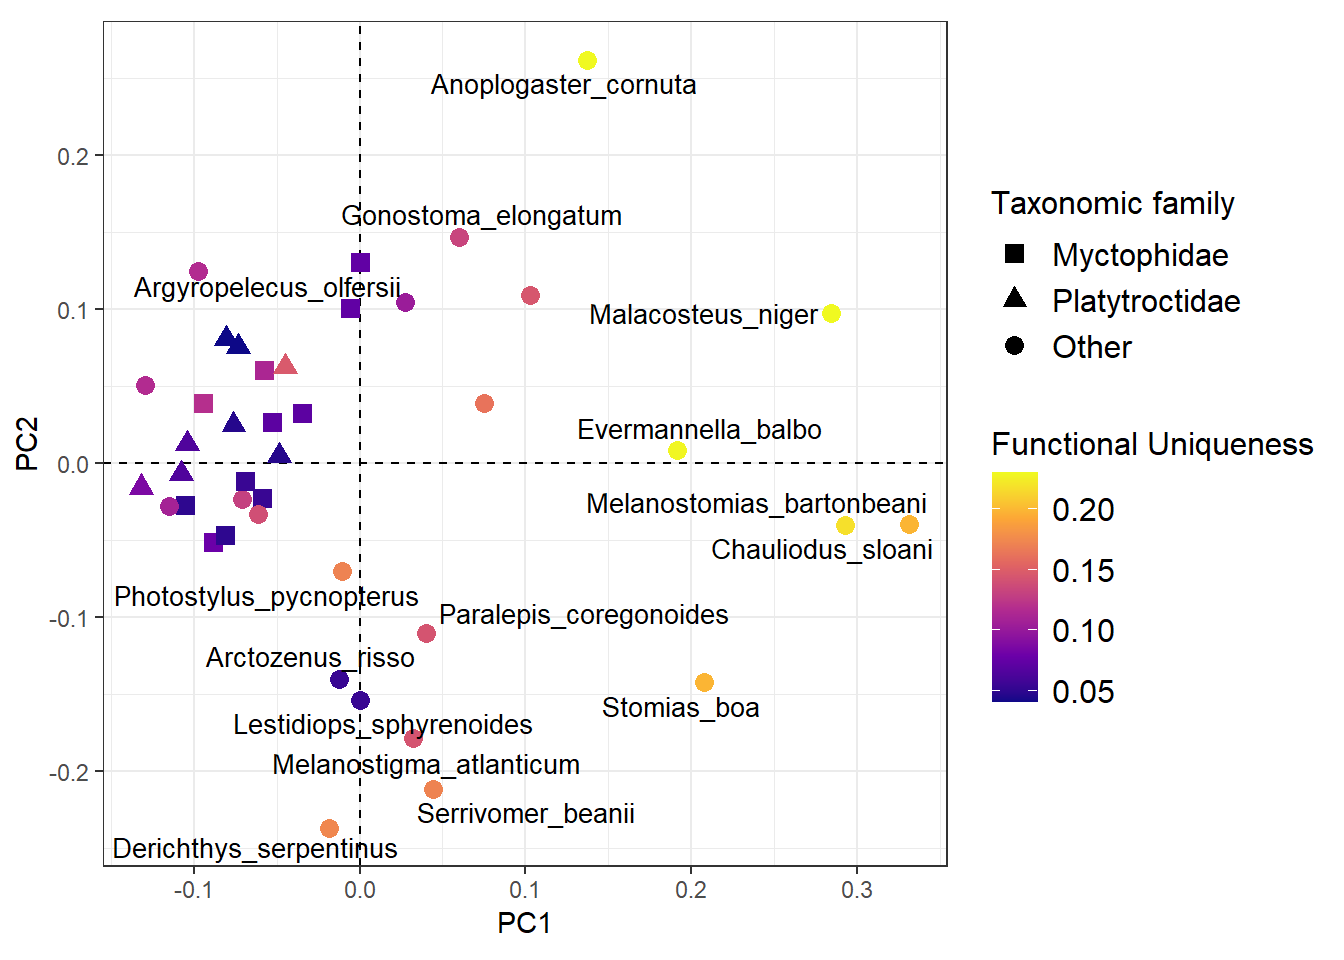 Anoplogaster_cornuta
Gonostoma_elongatum
Argyropelecus_olfersii
Malacosteus_niger
Evermannella_balbo
Melanostomias_bartonbeani
Chauliodus_sloani
Photostylus_pycnopterus
Paralepis_coregonoides
Arctozenus_risso
Stomias_boa
Lestidiops_sphyrenoides
Melanostigma_atlanticum
Serrivomer_beanii
Derichthys_serpentinus
PC2
0.2
0.1
0.0
-0.1
-0.2
-0.1
0.0
0.1
0.2
0.3
PC1
Taxonomic family
Myctophidae
Platytroctidae
Other
Functional Uniqueness
0.20
0.15
0.10
0.05